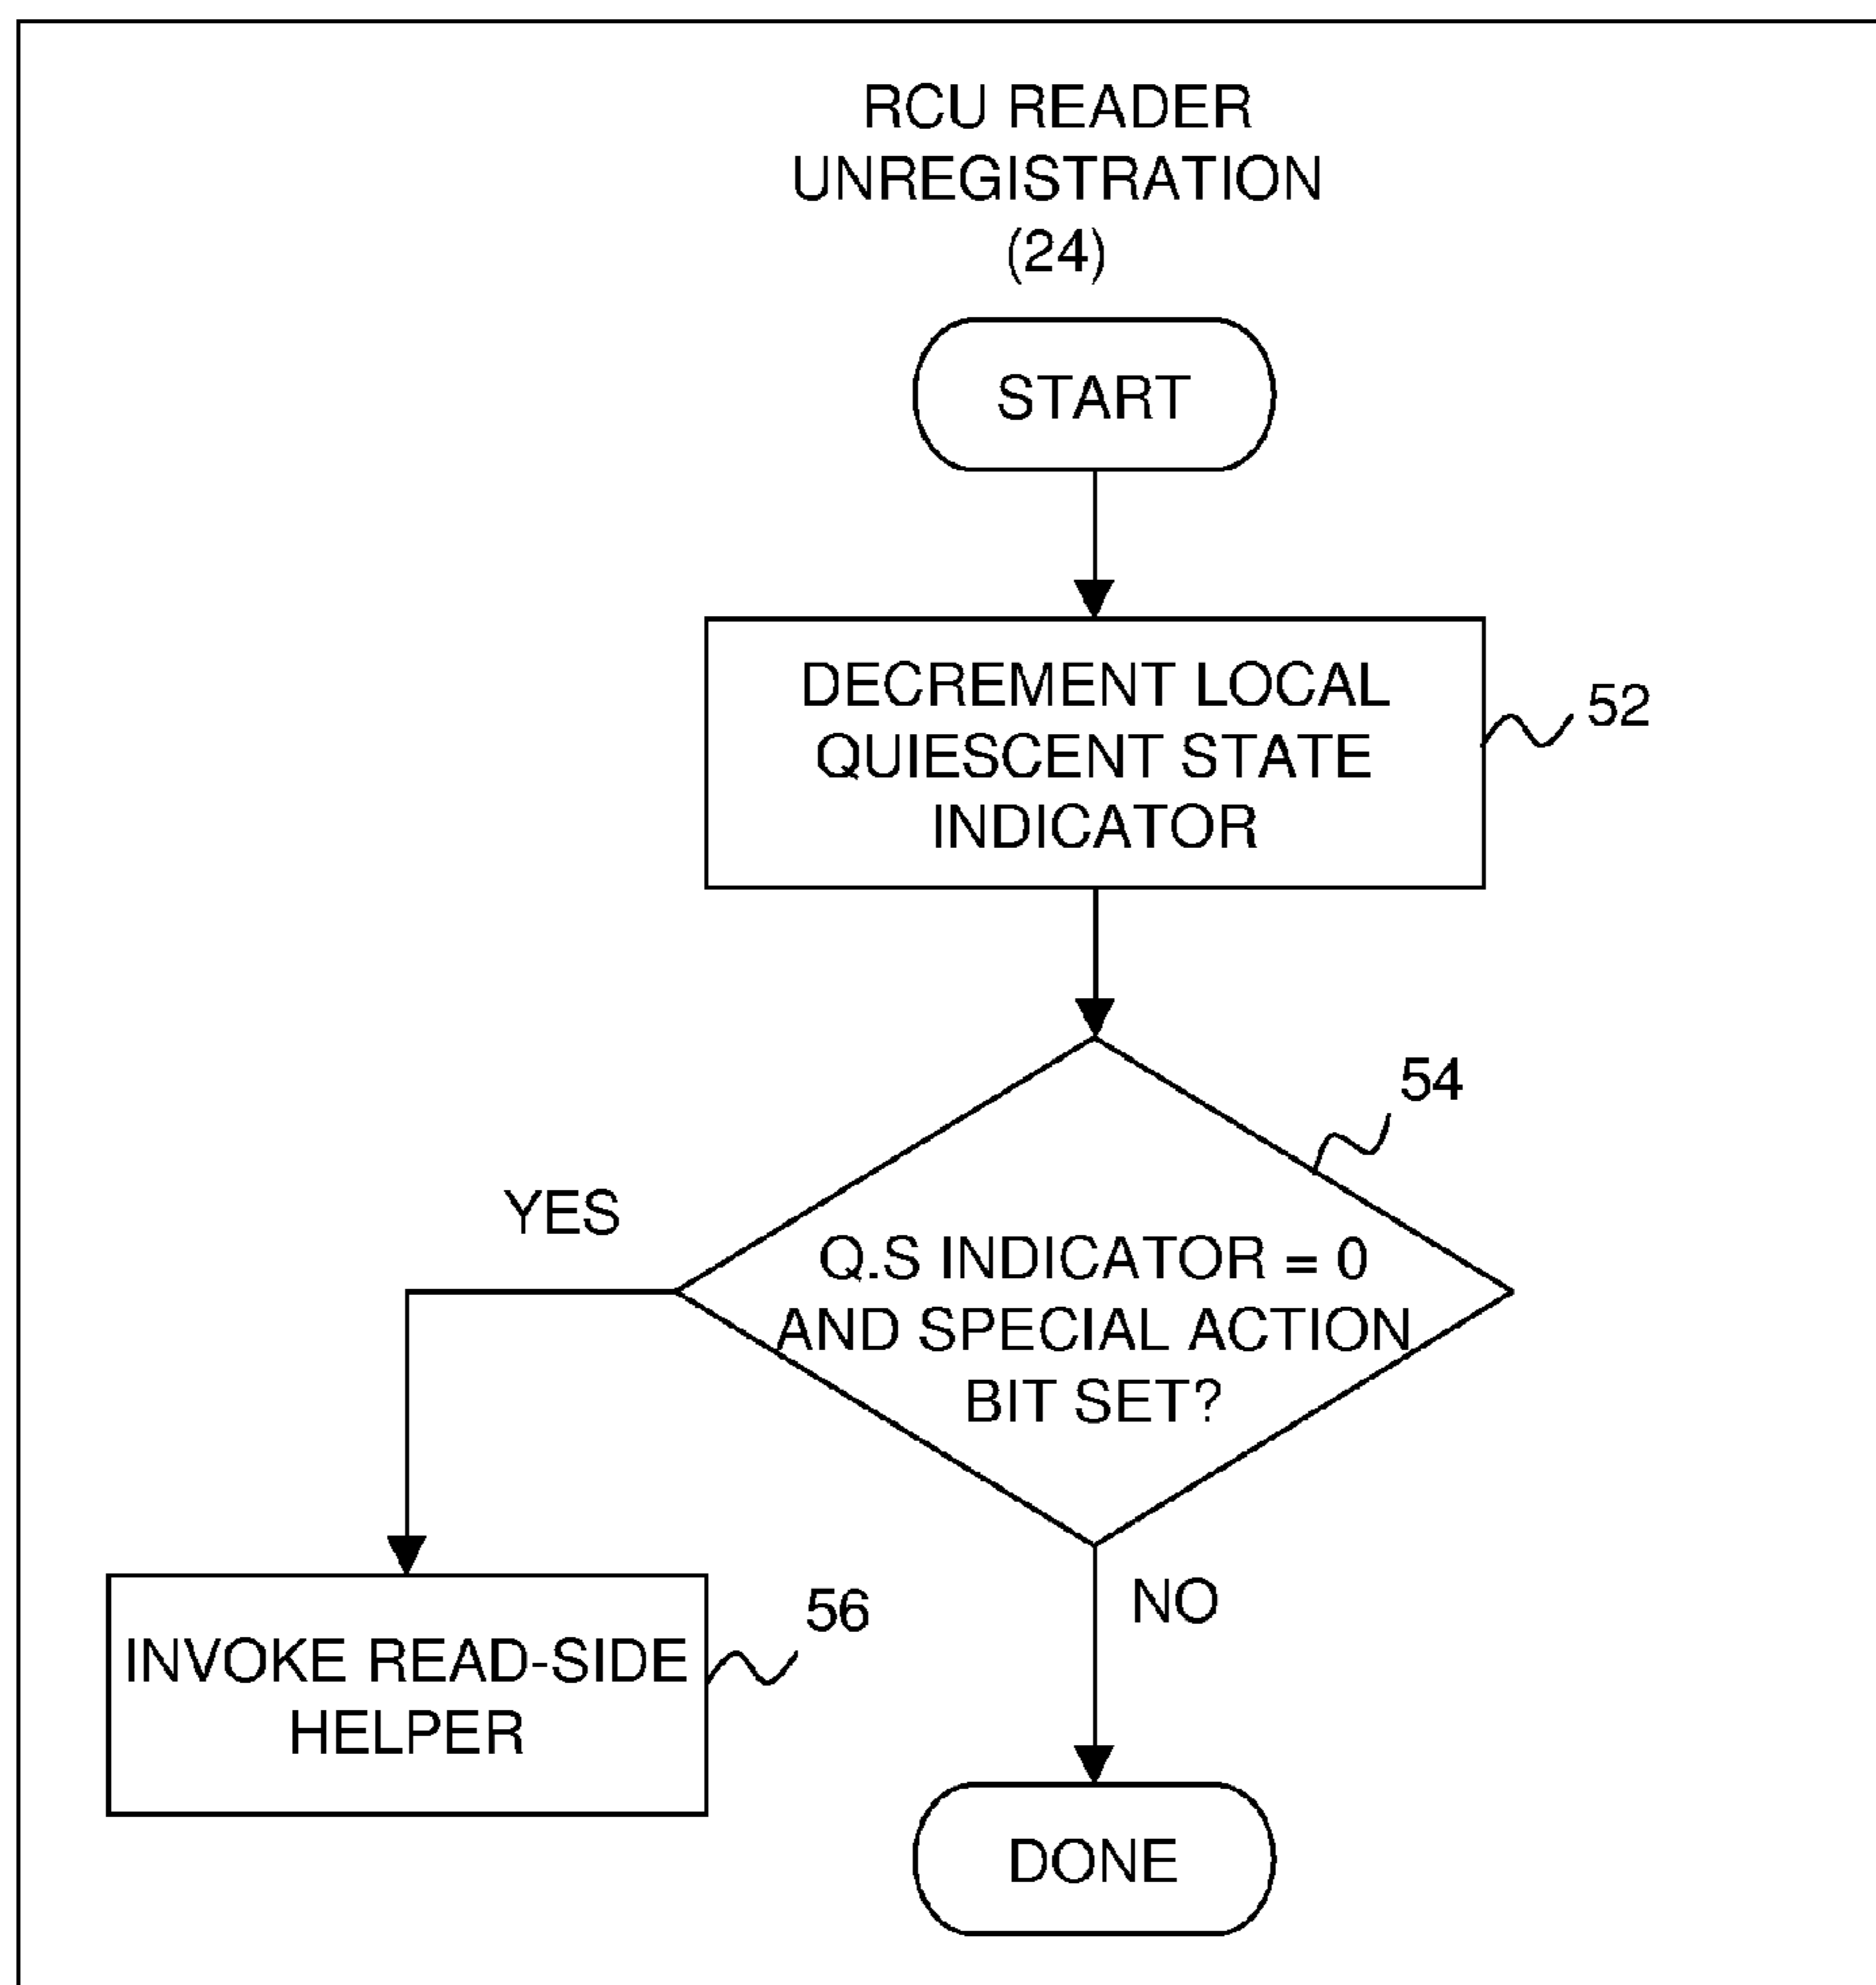 RCU READER
UNREGISTRATION
(24)
START
DECREMENT LOCAL
QUIESCENT STATE
INDICATOR
52
54
YES
Q.S INDICATOR = 0
AND SPECIAL ACTION
BIT SET?
NO
56
INVOKE READ-SIDE
HELPER
DONE